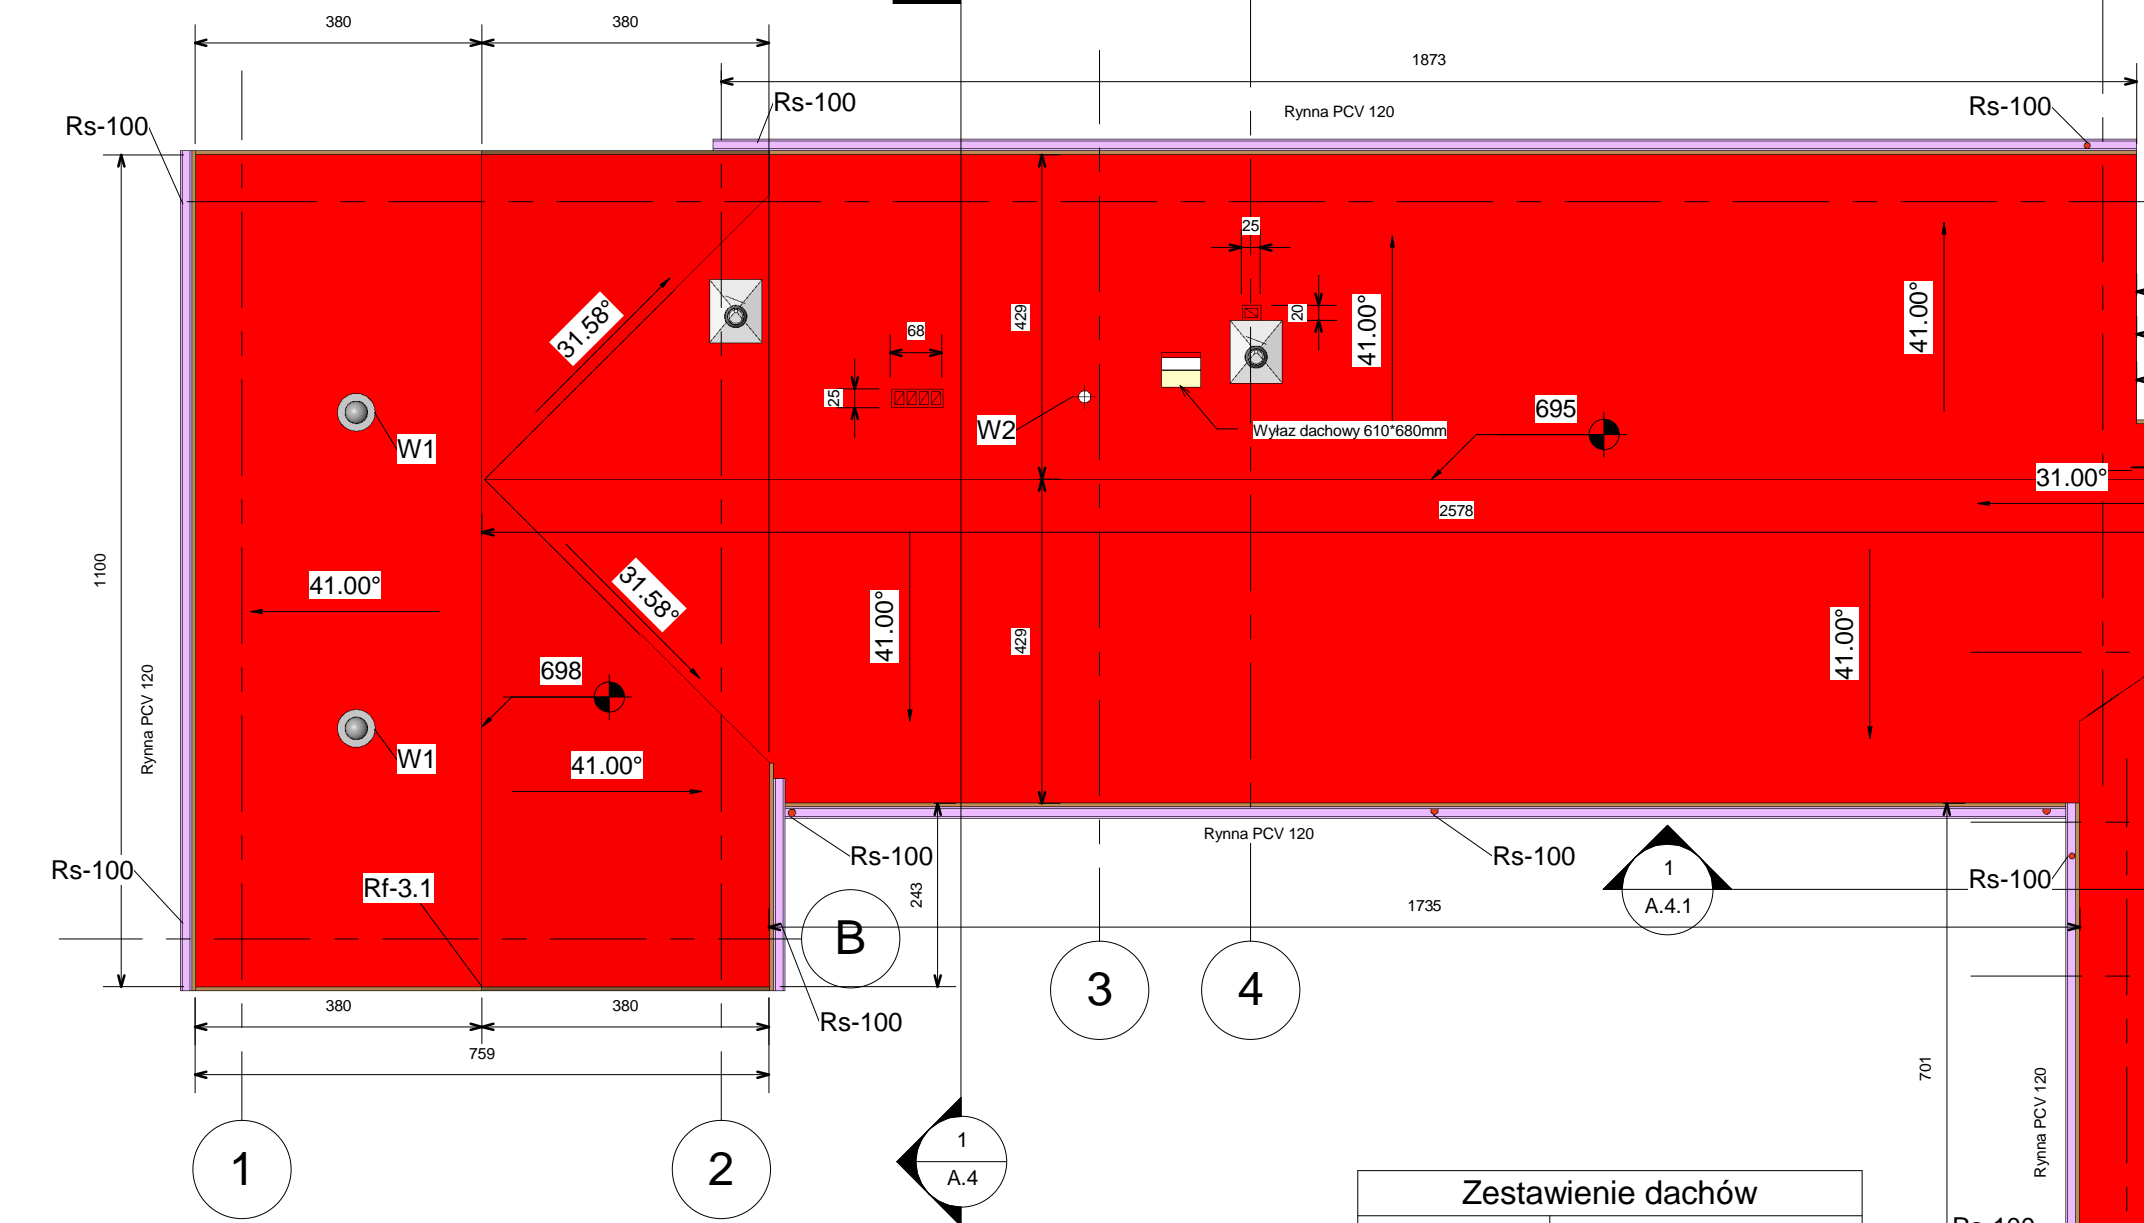 380
380
1873
Rs-100
Rynna PCV 120
Rs-100
Rs-100
25
429
20
41.00°
41.00°
31.58°
68
25
W1
W2
Wyłaz dachowy 610*680mm
695
31.00°
2578
1100
41.00°
31.58°
41.00°
429
41.00°
698
Rynna PCV 120
W1
41.00°
Rynna PCV 120
Rs-100
Rs-100
Rs-100
Rs-100
Rf-3.1
243
B
1735
1
A.4.1
3
4
380
380
Rs-100
759
701
Rynna PCV 120
1
2
1
A.4
Zestawienie dachów
Rs-100